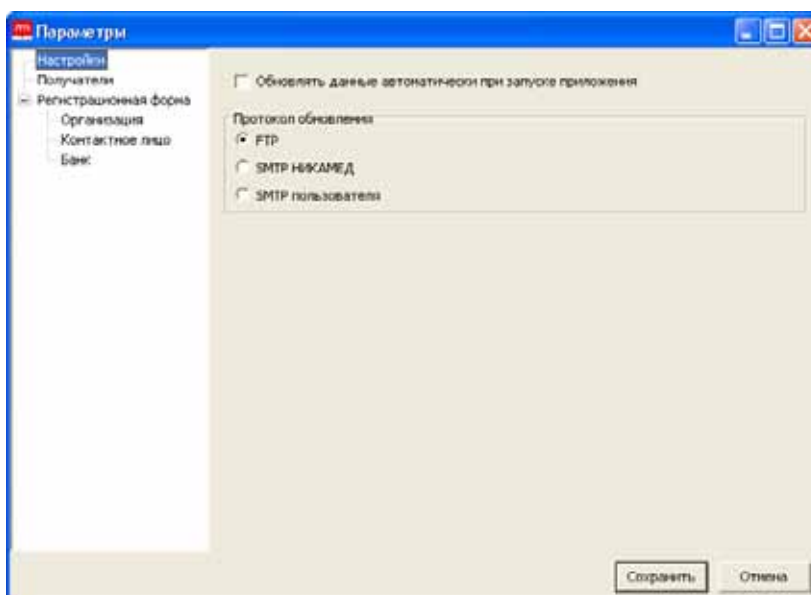 Параметры
Настройки
Получатели
Регистрационная форма
Организация
Контактное лицо
Банк
Обновлять данные автоматически при запуске приложения
Протокол обновления
FTP
SMTP НИКАМЕД
SMTP пользователя
Сохранить
Отмена